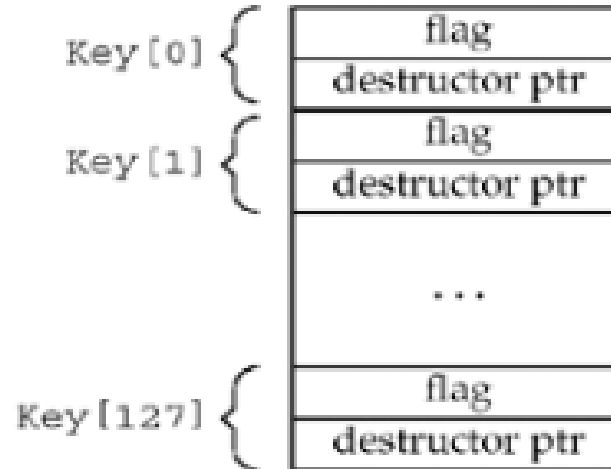 flag
Key[0]
destructor ptr
flag
Key[1]
destructor ptr
...
flag
Key[127]
destructor ptr